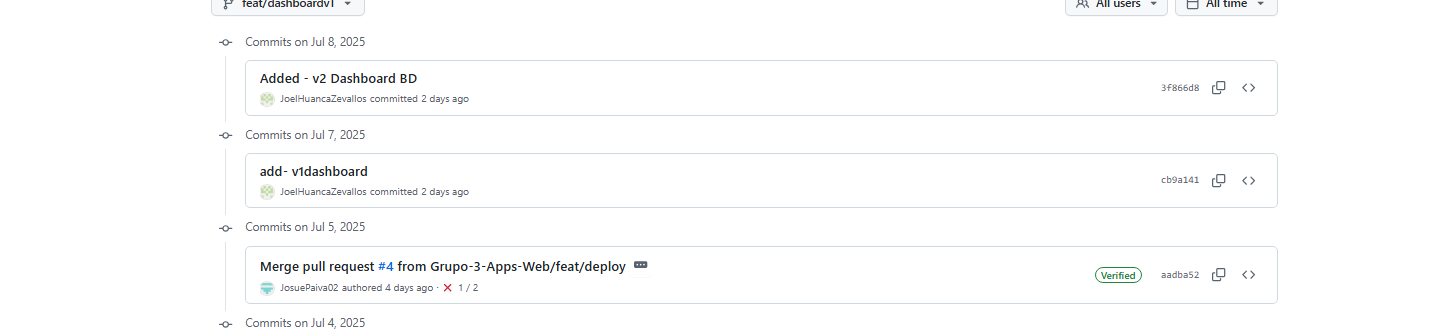 feat/dashboardv1
All users
All time
Commits on Jul 8, 2025
Added - v2 Dashboard BD
JoelHuancaZevallos committed 2 days ago
3f866d8
Commits on Jul 7, 2025
add- v1dashboard
JoelHuancaZevallos committed 2 days ago
cb9a141
Commits on Jul 5, 2025
Merge pull request #4 from Grupo-3-Apps-Web/feat/deploy
JosuePaiva02 authored 4 days ago · 1 / 2
Verified
aadba52
Commits on Jul 4, 2025